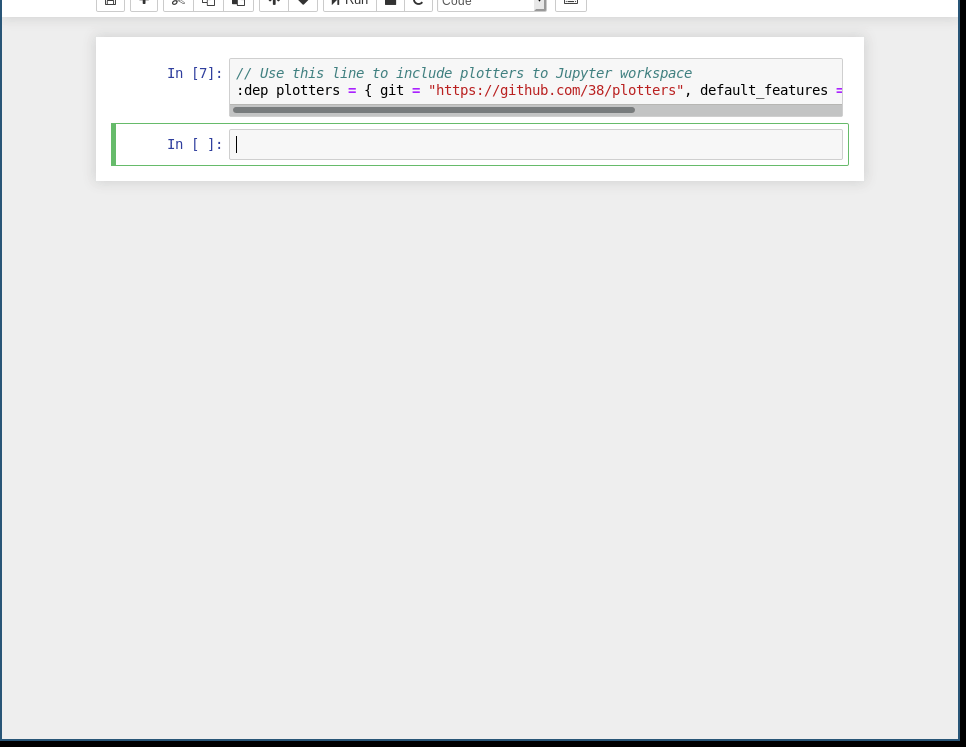 Run
Code
In [7]:
// Use this line to include plotters to Jupyter workspace
:dep plotters = { git = "https://github.com/38/plotters", default_features =
In [ ]: